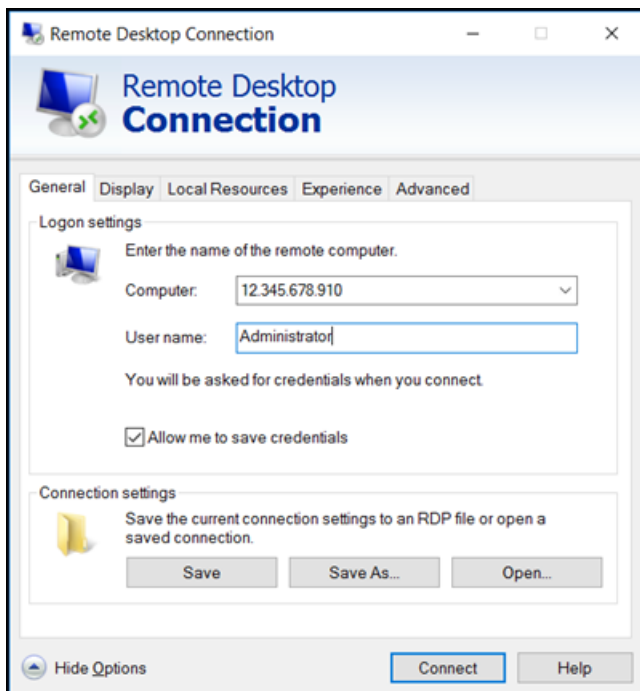 Remote Desktop Connection
Remote Desktop
Connection
General Display Local Resources Experience Advanced
Logon settings
Enter the name of the remote computer.
Computer: 12.345.678.910
User name: Administrator
You will be asked for credentials when you connect.
Allow me to save credentials
Connection settings
Save the current connection settings to an RDP file or open a
saved connection.
Save Save As... Open...
Hide Options Connect Help